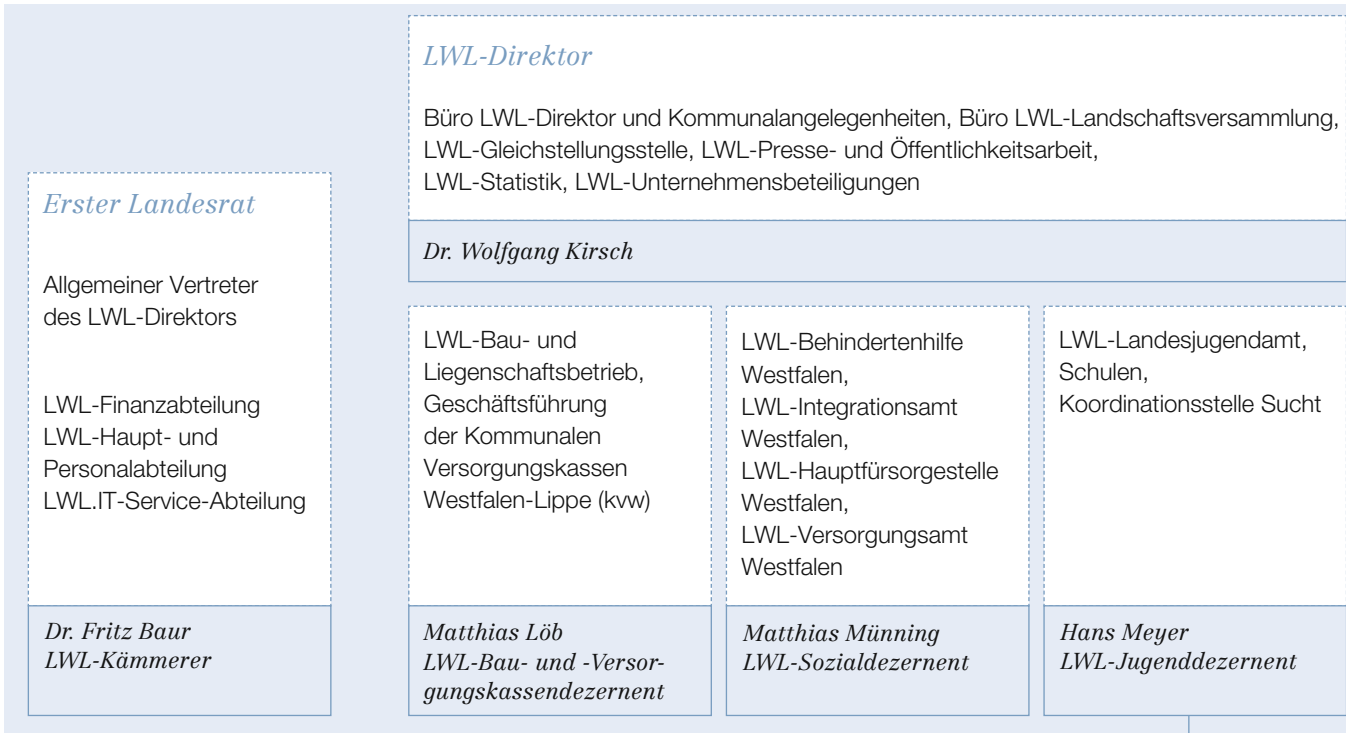 LWL-Direktor
Büro LWL-Direktor und Kommunalangelegenheiten, Büro LWL-Landschaftsversammlung,
LWL-Gleichstellungsstelle, LWL-Presse- und Öffentlichkeitsarbeit,
LWL-Statistik, LWL-Unternehmensbeteiligungen
Dr. Wolfgang Kirsch
Erster Landesrat
Allgemeiner Vertreter
des LWL-Direktors
LWL-Finanzabteilung
LWL-Haupt- und
Personalabteilung
LWL.IT-Service-Abteilung
Dr. Fritz Baur
LWL-Kämmerer
LWL-Bau- und
Liegenschaftsbetrieb,
Geschäftsführung
der Kommunalen
Versorgungskassen
Westfalen-Lippe (kvw)
Matthias Löb
LWL-Bau- und -Versor-
gungskassendezernent
LWL-Behindertenhilfe
Westfalen,
LWL-Integrationsamt
Westfalen,
LWL-Hauptfürsorgestelle
Westfalen,
LWL-Versorgungsamt
Westfalen
Matthias Münning
LWL-Sozialdezernent
LWL-Landesjugendamt,
Schulen,
Koordinationsstelle Sucht
Hans Meyer
LWL-Jugenddezernent